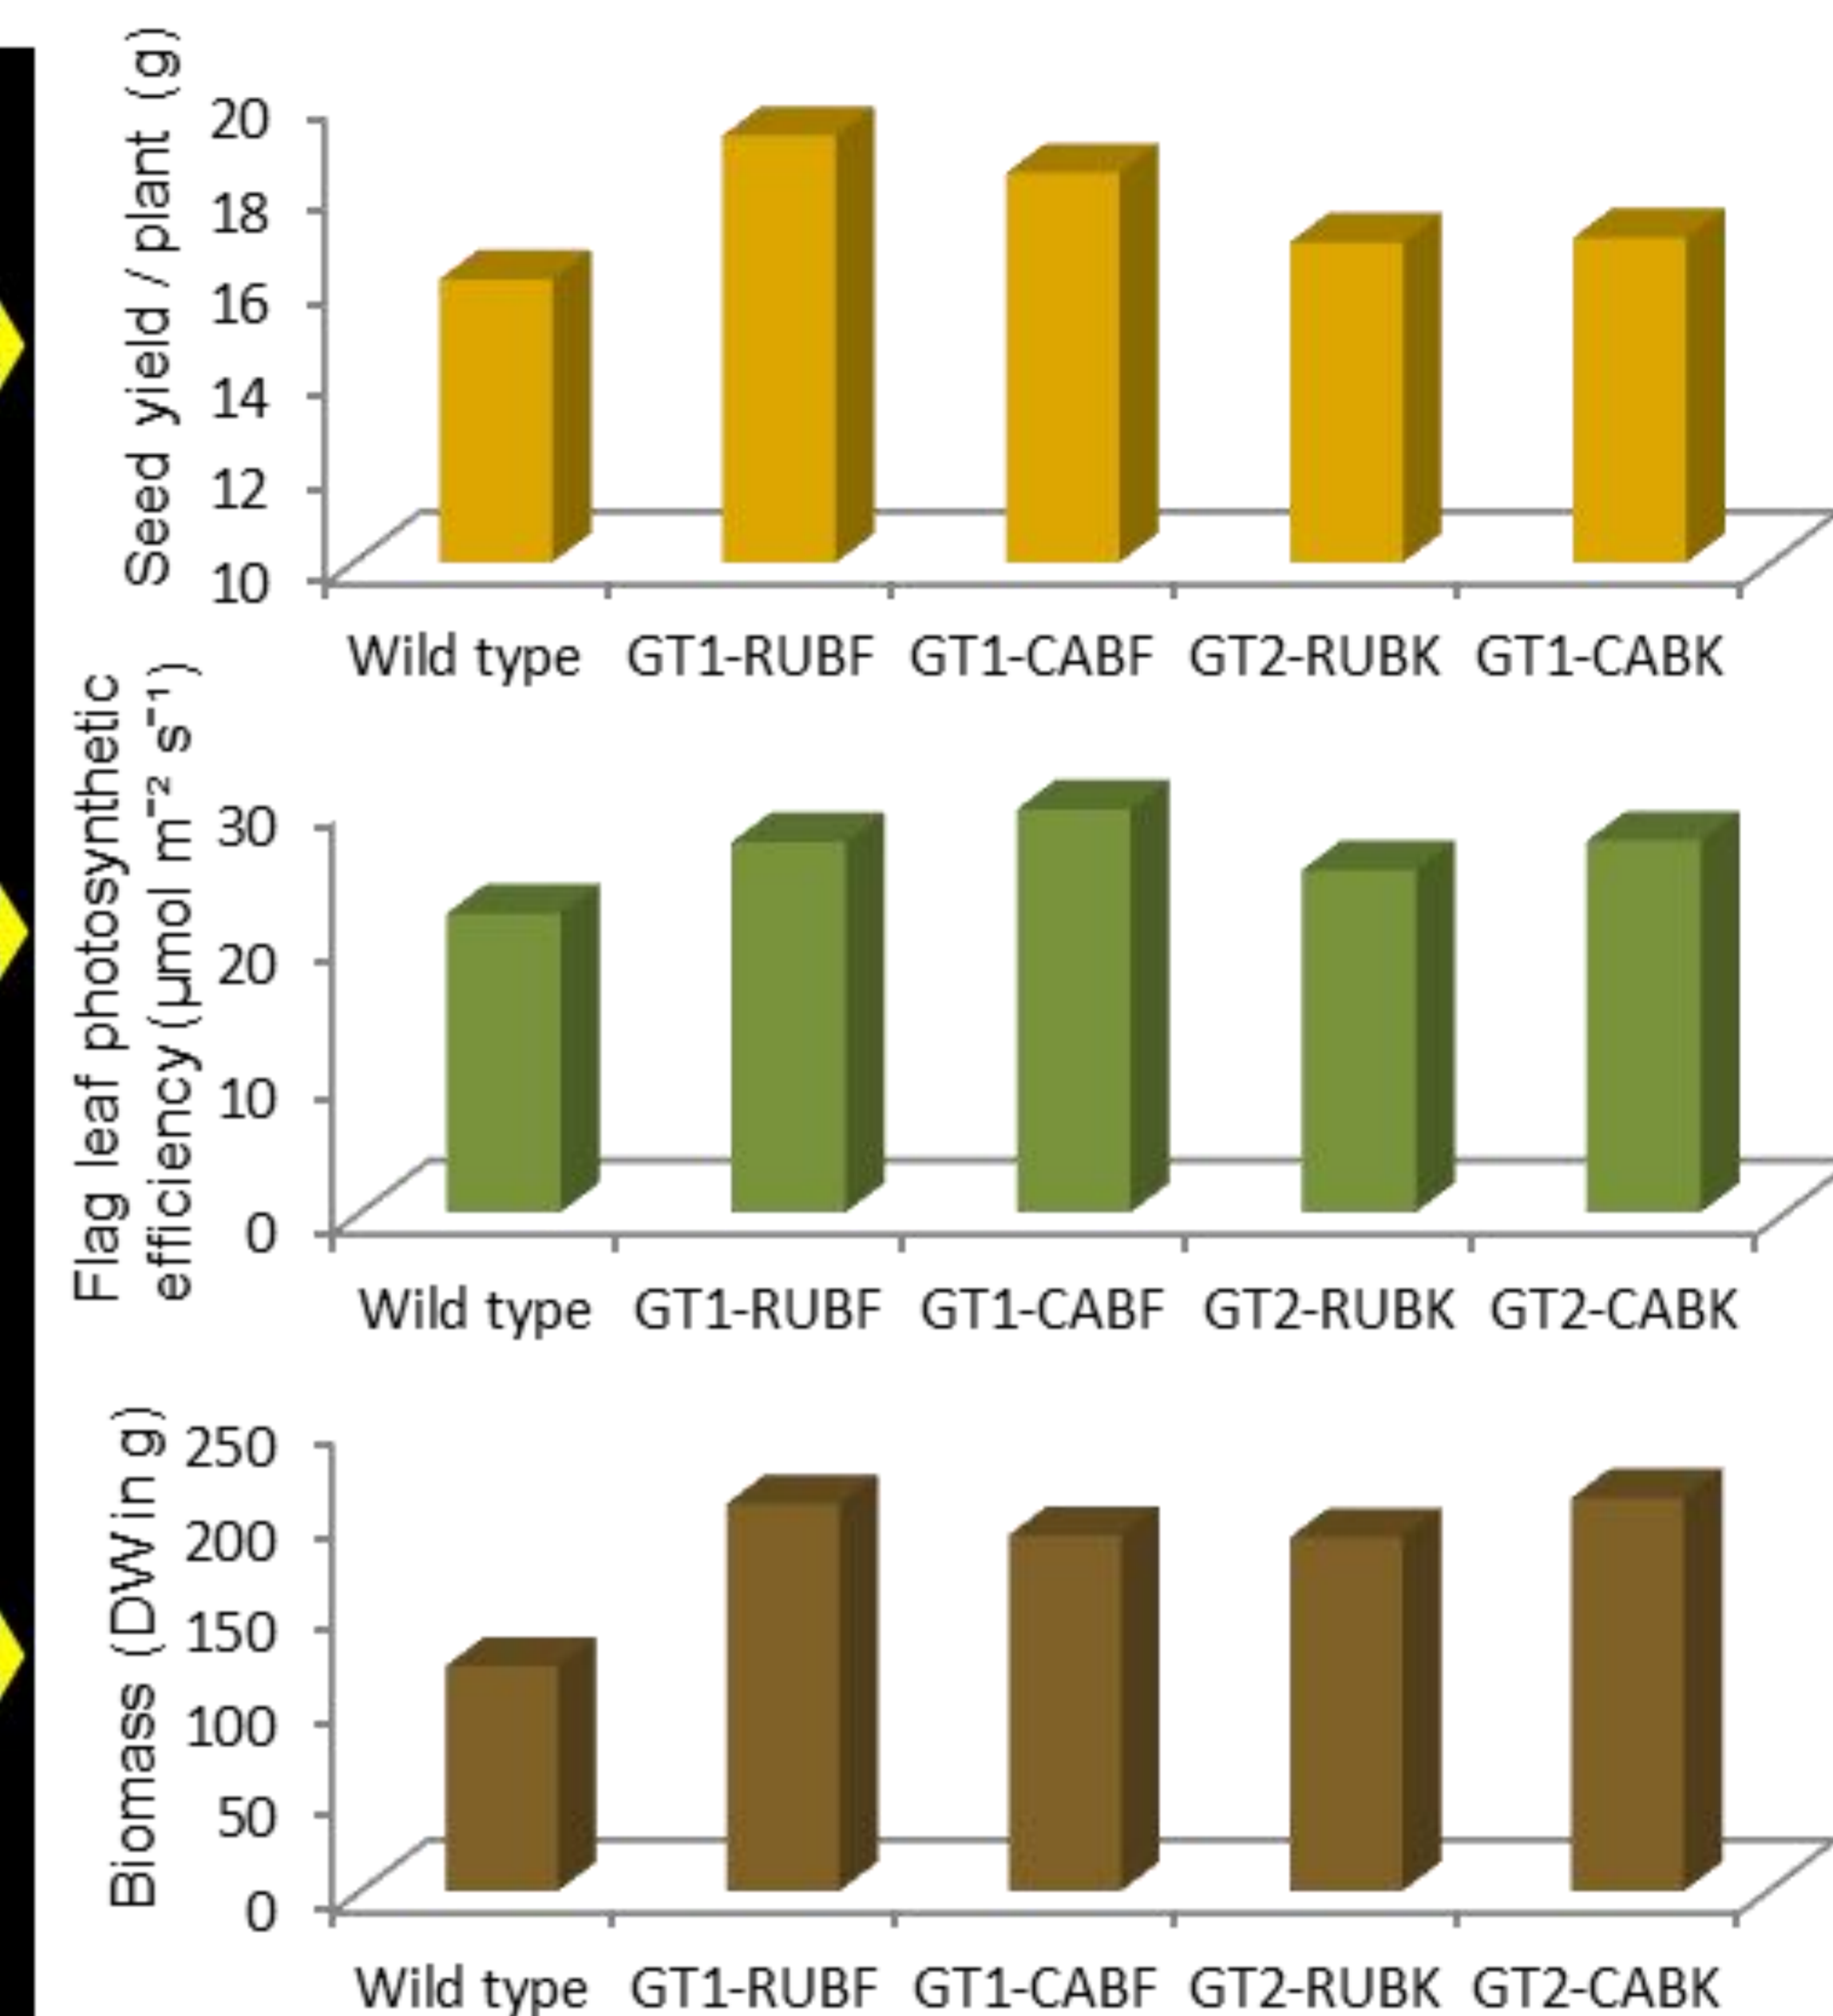 Seed yield / plant (g)
20
18
16
14
12
10
Wild type GT1-RUBF GT1-CABF GT2-RUBK GT1-CABK
Flag leaf photosynthetic
efficiency (µmol m⁻² s⁻¹)
30
20
10
0
Wild type GT1-RUBF GT1-CABF GT2-RUBK GT2-CABK
Biomass (DW in g)
250
200
150
100
50
0
Wild type GT1-RUBF GT1-CABF GT2-RUBK GT2-CABK